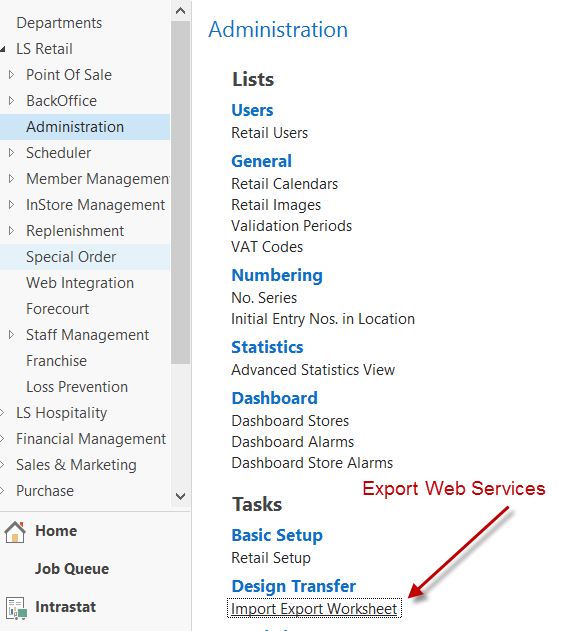 Departments
LS Retail
Point Of Sale
BackOffice
Administration
Scheduler
Member Management
InStore Management
Replenishment
Special Order
Web Integration
Forecourt
Staff Management
Franchise
Loss Prevention
LS Hospitality
Financial Management
Sales & Marketing
Purchase
Home
Job Queue
Intrastat
Administration
Lists
Users
Retail Users
General
Retail Calendars
Retail Images
Validation Periods
VAT Codes
Numbering
No. Series
Initial Entry Nos. in Location
Statistics
Advanced Statistics View
Dashboard
Dashboard Stores
Dashboard Alarms
Dashboard Store Alarms
Export Web Services
Tasks
Basic Setup
Retail Setup
Design Transfer
Import Export Worksheet